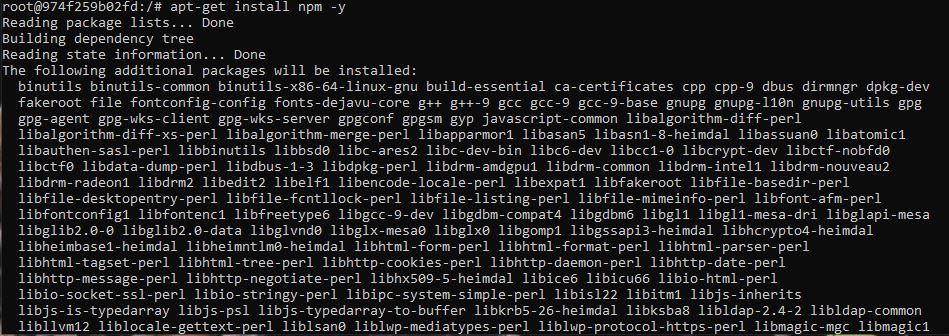 root@974f259b02fd:/# apt-get install npm -y
Reading package lists... Done
Building dependency tree
Reading state information... Done
The following additional packages will be installed:
  binutils binutils-common binutils-x86-64-linux-gnu build-essential ca-certificates cpp cpp-9 dbus dirmngr dpkg-dev
  fakeroot file fontconfig-config fonts-dejavu-core g++ g++-9 gcc gcc-9 gcc-9-base gnupg gnupg-l10n gnupg-utils gpg
  gpg-agent gpg-wks-client gpg-wks-server gpgconf gpgsm gyp javascript-common libalgorithm-diff-perl
  libalgorithm-diff-xs-perl libalgorithm-merge-perl libapparmor1 libasan5 libasn1-8-heimdal libassuan0 libatomic1
  libauthen-sasl-perl libbinutils libbsd0 libc-ares2 libc-dev-bin libc6-dev libcc1-0 libcrypt-dev libctf-nobfd0
  libctf0 libdata-dump-perl libdbus-1-3 libdpkg-perl libdrm-amdgpu1 libdrm-common libdrm-intel1 libdrm-nouveau2
  libdrm-radeon1 libdrm2 libedit2 libelf1 libencode-locale-perl libexpat1 libfakeroot libfile-basedir-perl
  libfile-desktopentry-perl libfile-fcntllock-perl libfile-listing-perl libfile-mimeinfo-perl libfont-afm-perl
  libfontconfig1 libfontenc1 libfreetype6 libgcc-9-dev libgdbm-compat4 libgdbm6 libgl1 libgl1-mesa-dri libglapi-mesa
  libglib2.0-0 libglib2.0-data libglvnd0 libglx-mesa0 libglx0 libgomp1 libgssapi3-heimdal libhcrypto4-heimdal
  libheimbase1-heimdal libheimntlm0-heimdal libhtml-form-perl libhtml-format-perl libhtml-parser-perl
  libhtml-tagset-perl libhtml-tree-perl libhttp-cookies-perl libhttp-daemon-perl libhttp-date-perl
  libhttp-message-perl libhttp-negotiate-perl libhx509-5-heimdal libice6 libicu66 libio-html-perl
  libio-socket-ssl-perl libio-stringy-perl libipc-system-simple-perl libisl22 libitm1 libjs-inherits
  libjs-is-typedarray libjs-psl libjs-typedarray-to-buffer libkrb5-26-heimdal libksba8 libldap-2.4-2 libldap-common
  libllvm12 liblocale-gettext-perl liblsan0 liblwp-mediatypes-perl liblwp-protocol-https-perl libmagic-mgc libmagic1